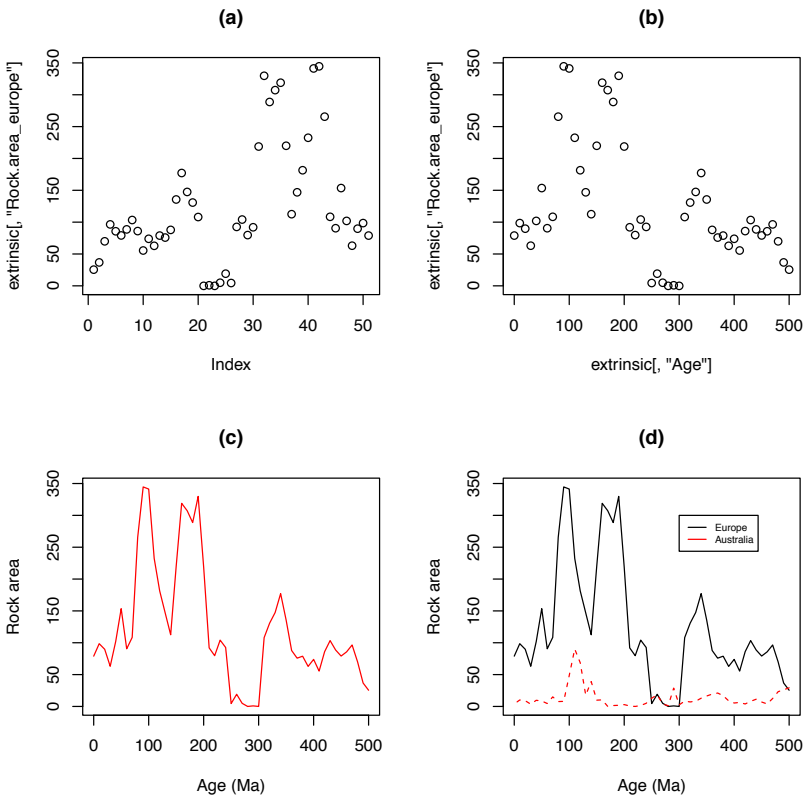 (a)
extrinsic[, "Rock.area_europe"]
350
150
50
0
0 10 20 30 40 50
Index
(b)
extrinsic[, "Rock.area_europe"]
350
150
50
0
0 100 200 300 400 500
extrinsic[, "Age"]
(c)
Rock area
350
250
150
50
0
0 100 200 300 400 500
Age (Ma)
(d)
Rock area
350
250
150
50
0
Europe
Australia
0 100 200 300 400 500
Age (Ma)